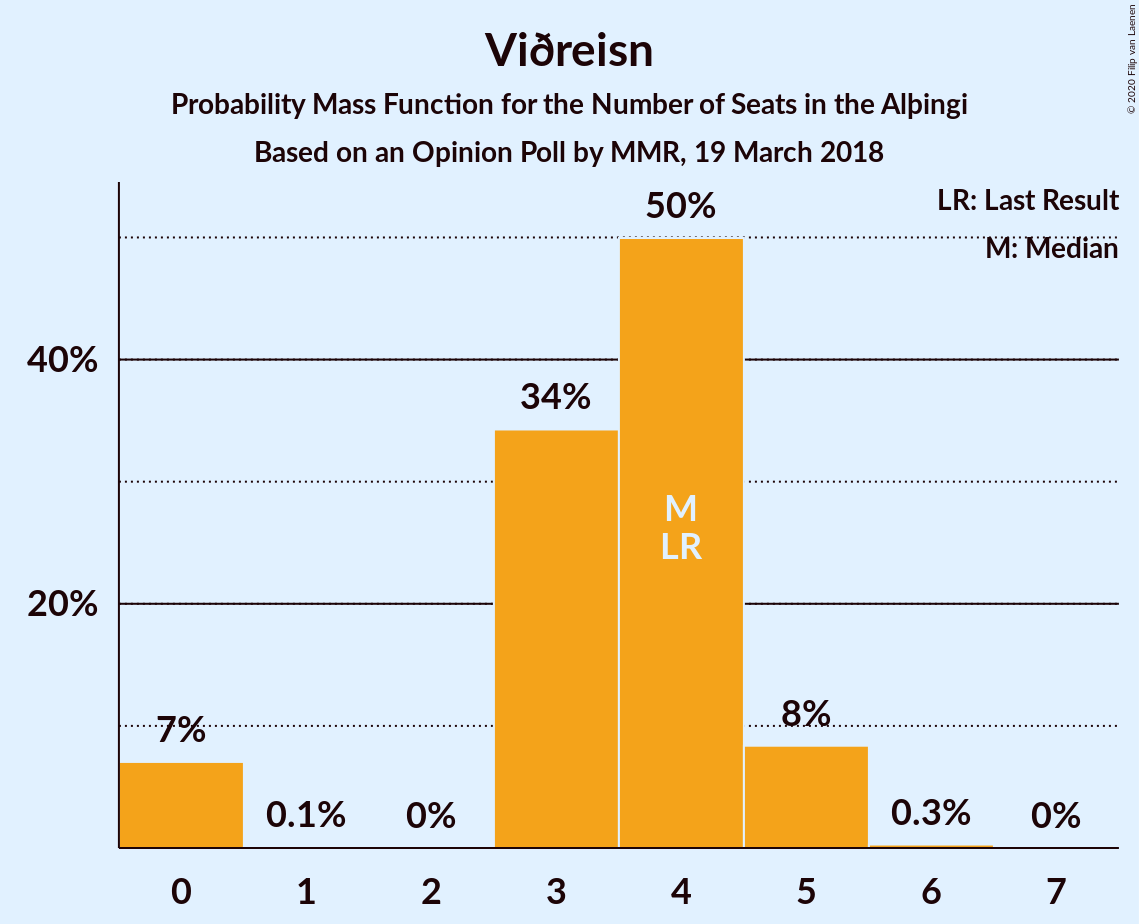 Viðreisn
Probability Mass Function for the Number of Seats in the Alþingi
Based on an Opinion Poll by MMR, 19 March 2018
© 2020 Filip van Laenen
LR: Last Result
M: Median
50%
40%
34%
M
LR
20%
8%
7%
0.1%
0%
0.3%
0%
0 1 2 3 4 5 6 7